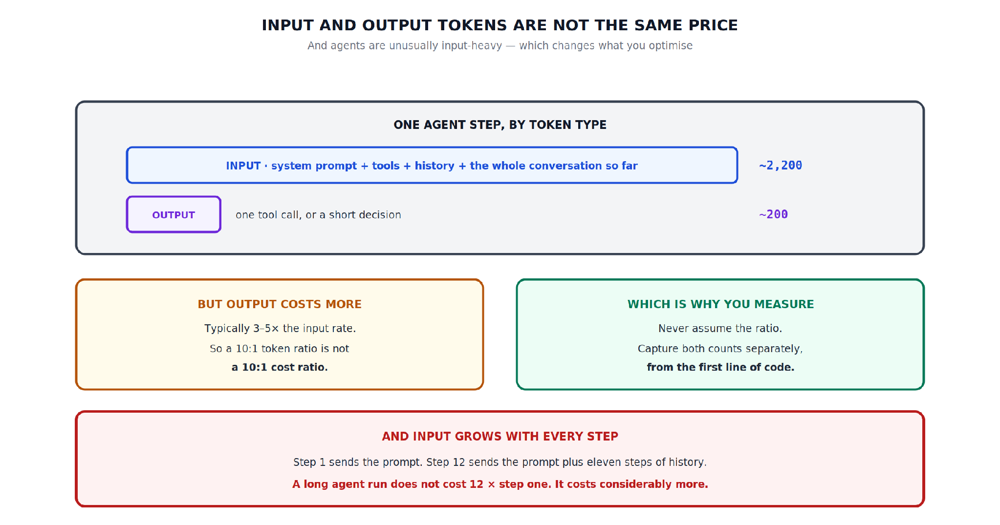 INPUT AND OUTPUT TOKENS ARE NOT THE SAME PRICE
And agents are unusually input-heavy — which changes what you optimise
ONE AGENT STEP, BY TOKEN TYPE
INPUT · system prompt + tools + history + the whole conversation so far
~2,200
OUTPUT
one tool call, or a short decision
~200
BUT OUTPUT COSTS MORE
Typically 3–5× the input rate.
So a 10:1 token ratio is not
a 10:1 cost ratio.
WHICH IS WHY YOU MEASURE
Never assume the ratio.
Capture both counts separately,
from the first line of code.
AND INPUT GROWS WITH EVERY STEP
Step 1 sends the prompt. Step 12 sends the prompt plus eleven steps of history.
A long agent run does not cost 12 × step one. It costs considerably more.